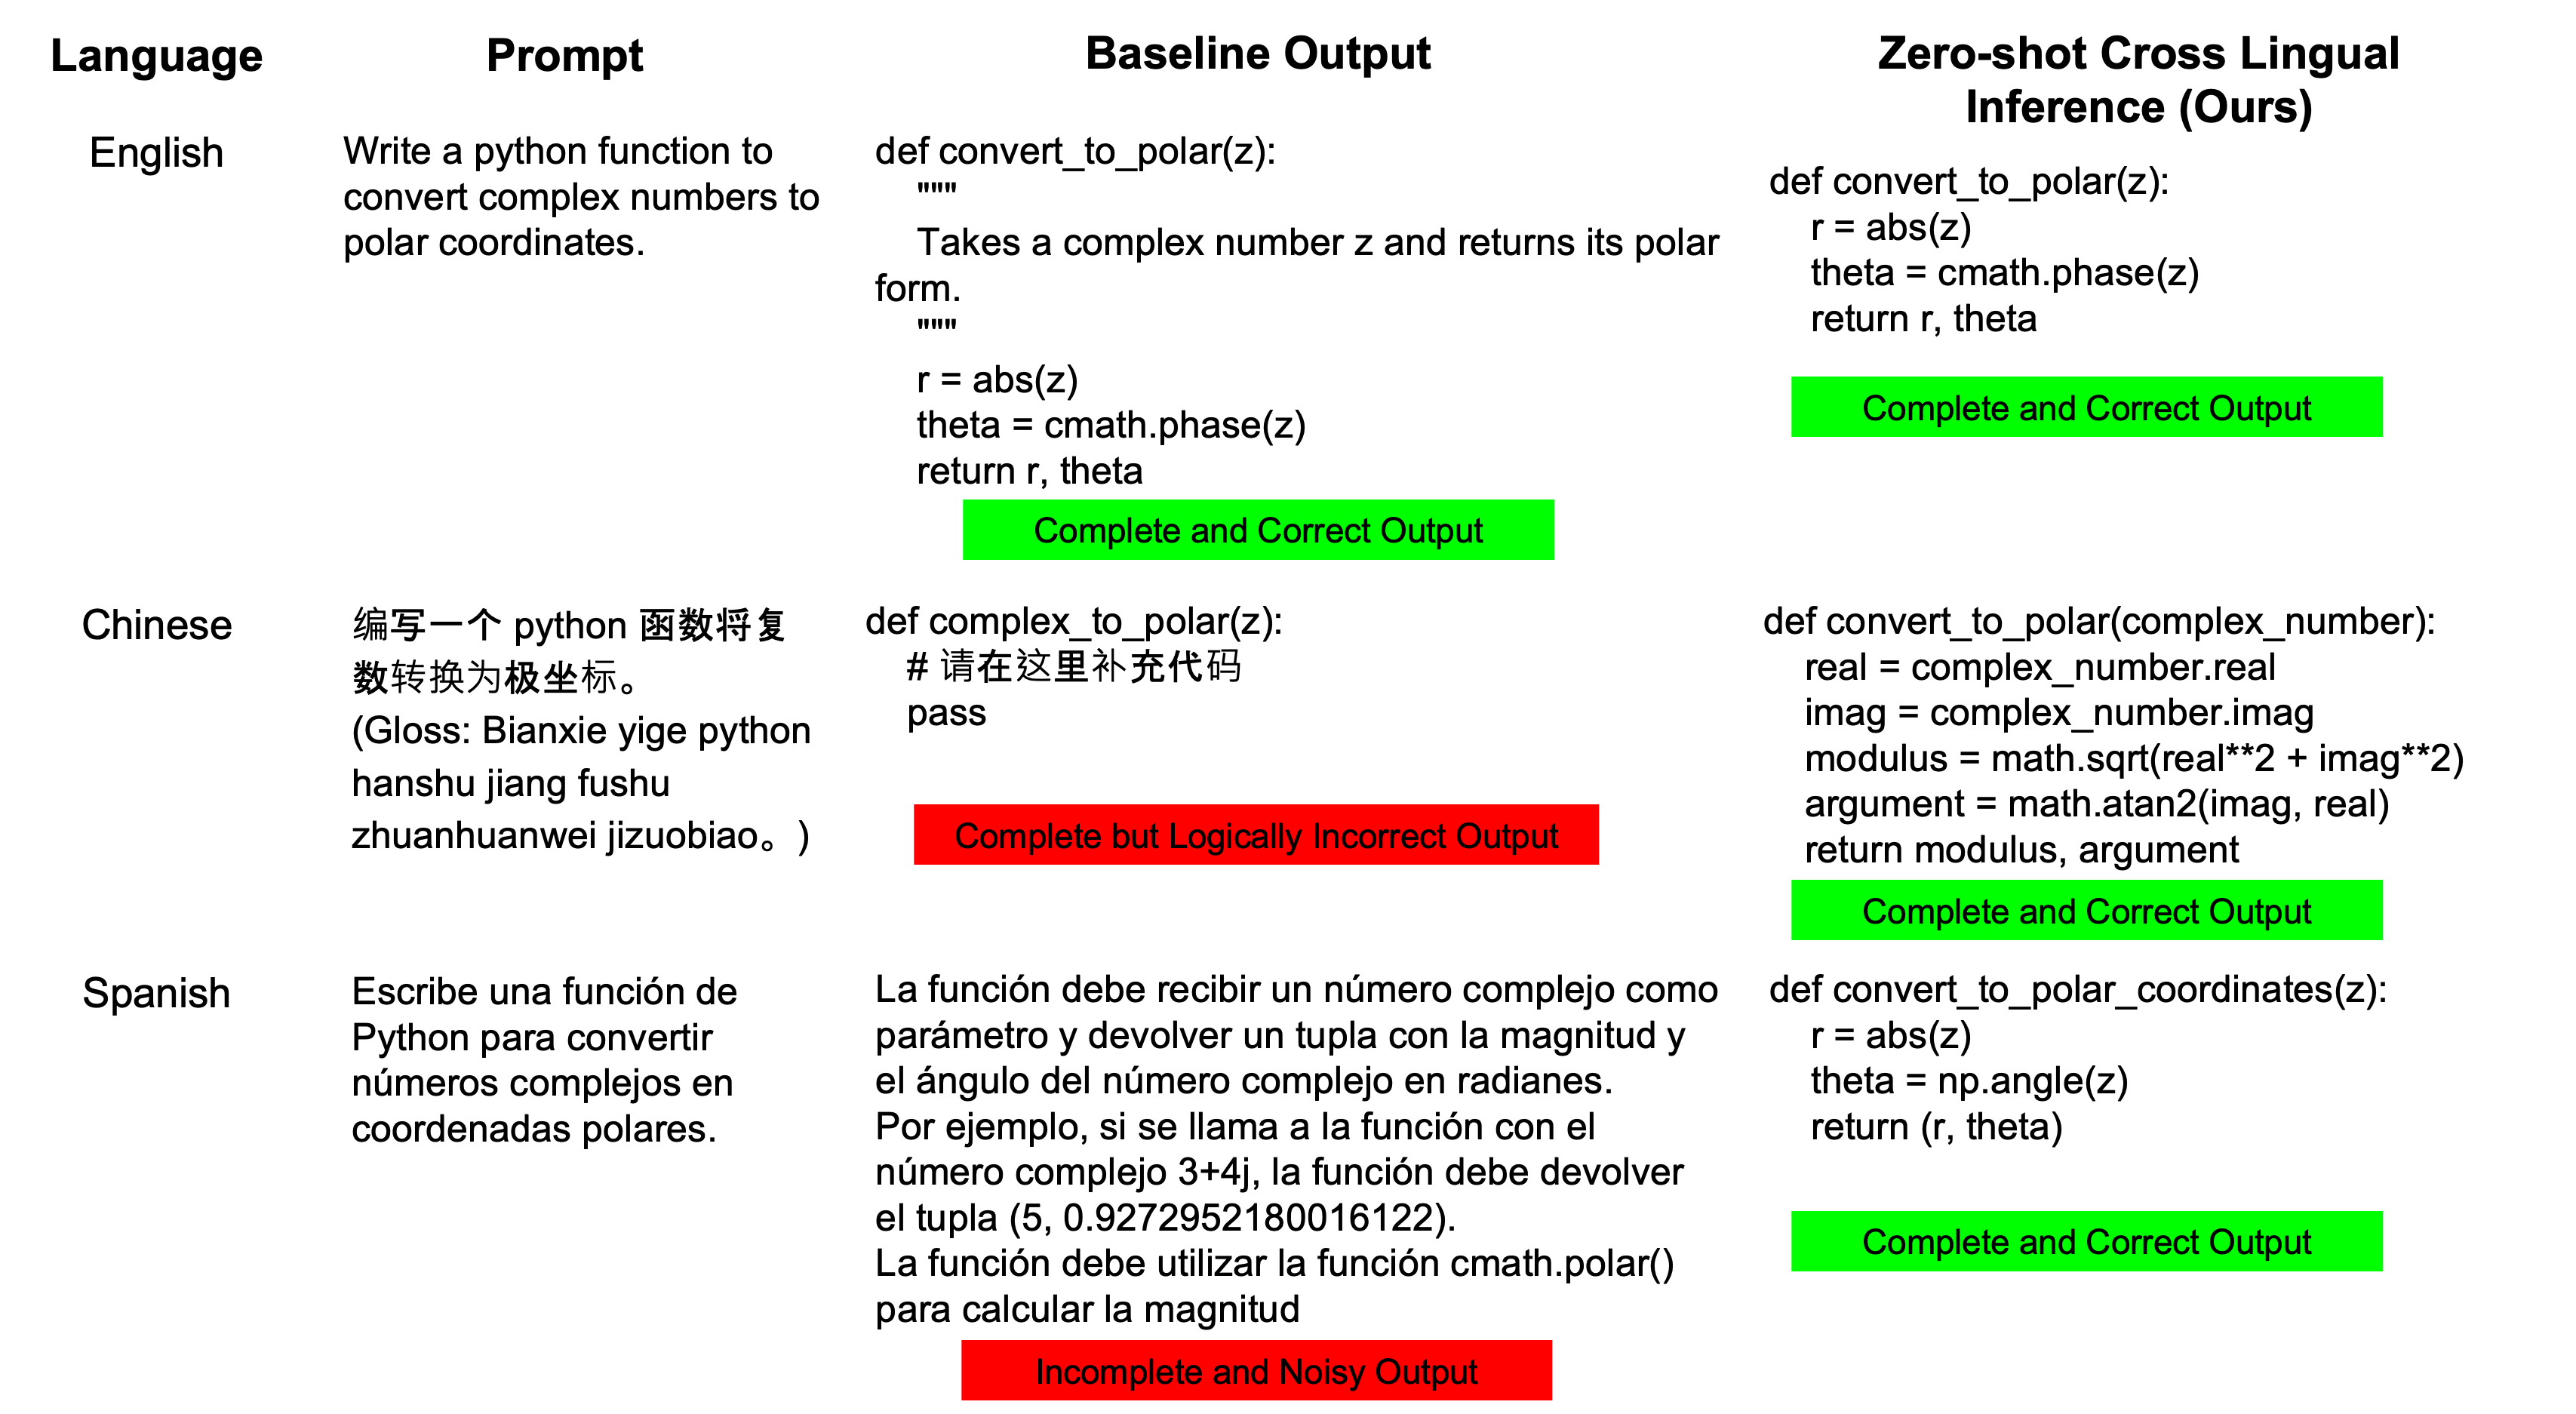 Language
Prompt
Baseline Output
Zero-shot Cross Lingual
Inference (Ours)
English
Write a python function to
convert complex numbers to
polar coordinates.
def convert_to_polar(z):
"""
Takes a complex number z and returns its polar
form.
"""
r = abs(z)
theta = cmath.phase(z)
return r, theta
Complete and Correct Output
def convert_to_polar(z):
r = abs(z)
theta = cmath.phase(z)
return r, theta
Complete and Correct Output
Chinese
编写一个 python 函数将复
数转换为极坐标。
(Gloss: Bianxie yige python
hanshu jiang fushu
zhuanhuanwei jizuobiao。)
def complex_to_polar(z):
# 请在这里补充代码
pass
Complete but Logically Incorrect Output
def convert_to_polar(complex_number):
real = complex_number.real
imag = complex_number.imag
modulus = math.sqrt(real**2 + imag**2)
argument = math.atan2(imag, real)
return modulus, argument
Complete and Correct Output
Spanish
Escribe una función de
Python para convertir
números complejos en
coordenadas polares.
La función debe recibir un número complejo como
parámetro y devolver un tupla con la magnitud y
el ángulo del número complejo en radianes.
Por ejemplo, si se llama a la función con el
número complejo 3+4j, la función debe devolver
el tupla (5, 0.9272952180016122).
La función debe utilizar la función cmath.polar()
para calcular la magnitud
Incomplete and Noisy Output
def convert_to_polar_coordinates(z):
r = abs(z)
theta = np.angle(z)
return (r, theta)
Complete and Correct Output